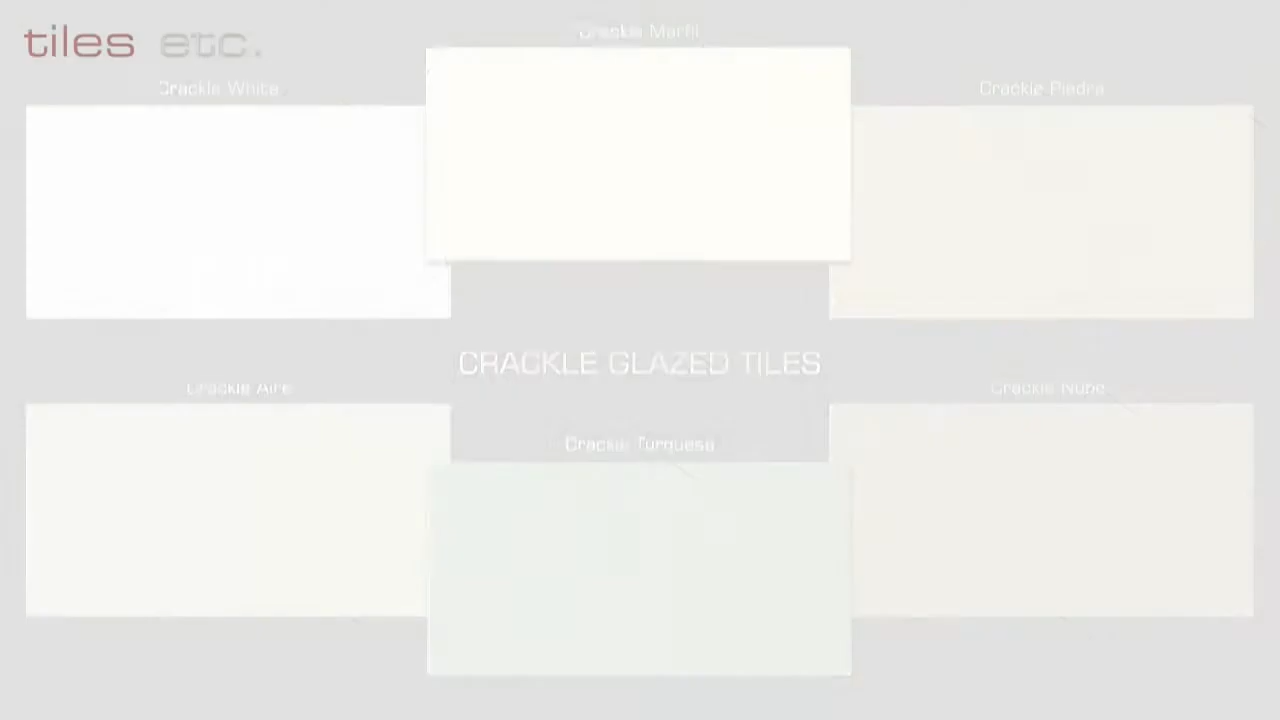 tiles etc.
Crackle Marfil
Crackle White
Crackle Piedra
CRACKLE GLAZED TILES
Crackle Aire
Crackle Nube
Crackle Turquesa